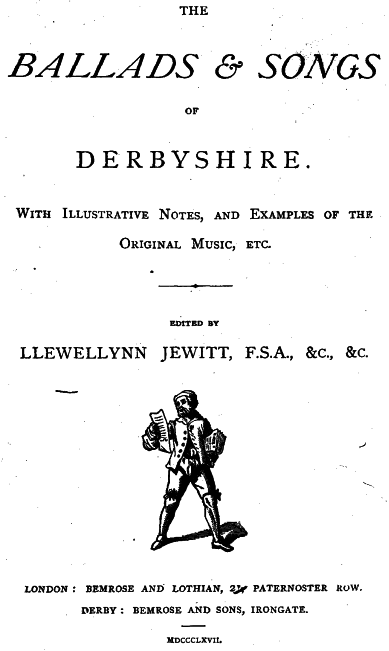 THE
BALLADS & SONGS
OF
DERBYSHIRE.
WITH ILLUSTRATIVE NOTES, AND EXAMPLES OF THE
ORIGINAL MUSIC, ETC.
EDITED BY
LLEWELLYNN JEWITT, F.S.A., &C., &C.
LONDON: BEMROSE AND LOTHIAN, PATERNOSTER ROW.
DERBY: BEMROSE AND SONS, IRONGATE.
MDCCCLXVII.